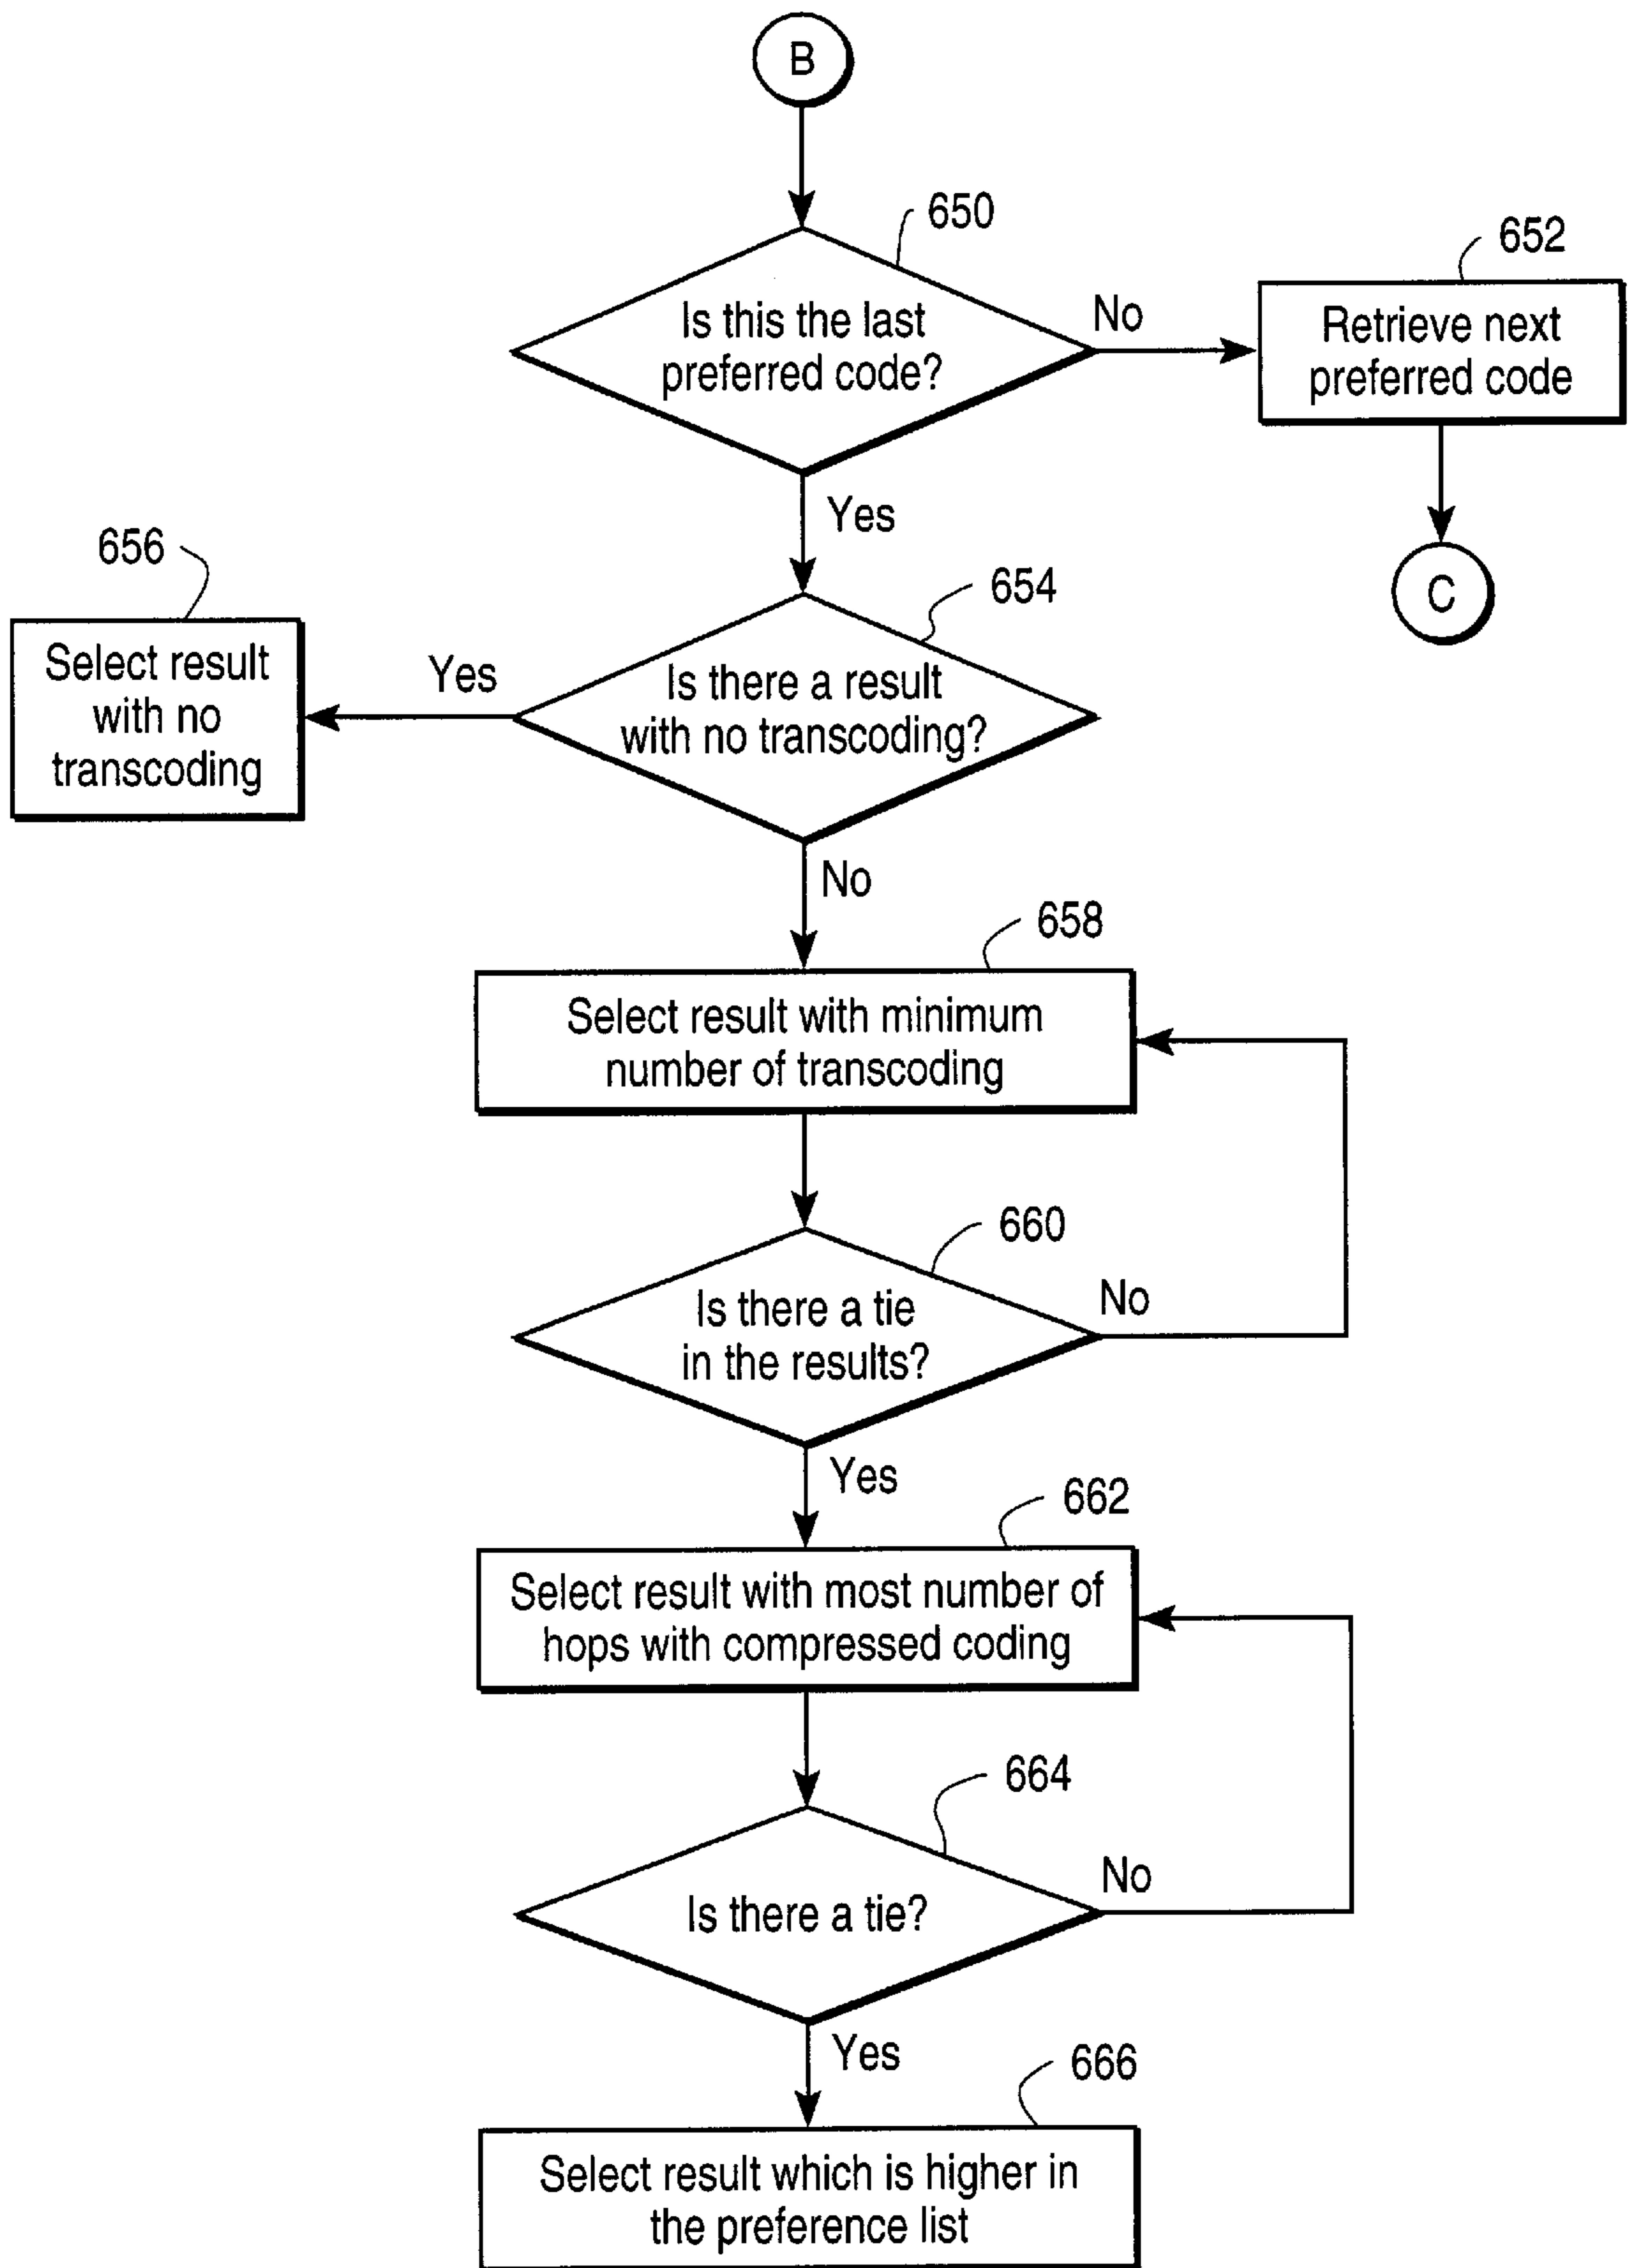 B
650
Is this the last
preferred code?
No
652
Retrieve next
preferred code
Yes
C
656
Select result
with no
transcoding
Yes
654
Is there a result
with no transcoding?
No
658
Select result with minimum
number of transcoding
660
Is there a tie
in the results?
No
Yes
662
Select result with most number of
hops with compressed coding
664
Is there a tie?
No
Yes
666
Select result which is higher in
the preference list